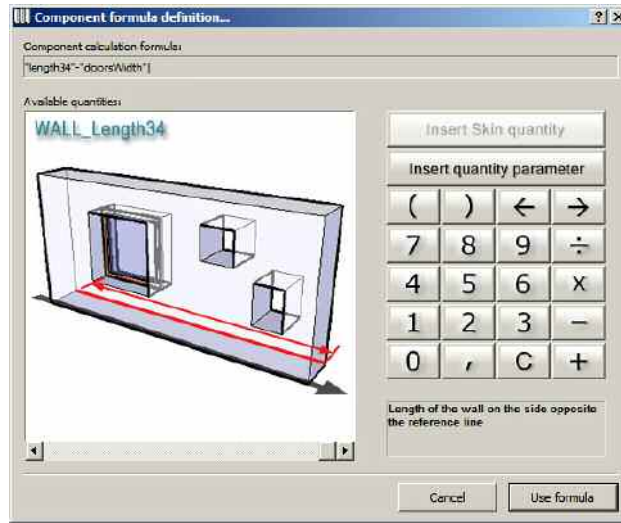 Component formula definition...
Component calculation formula:
"length34"-"doorsWidth"|
Available quantities:
WALL_Length34
Insert Skin quantity
Insert quantity parameter
( ) ← →
7 8 9 ÷
4 5 6 x
1 2 3 −
0 , C +
Length of the wall on the side opposite
the reference line
Cancel Use formula